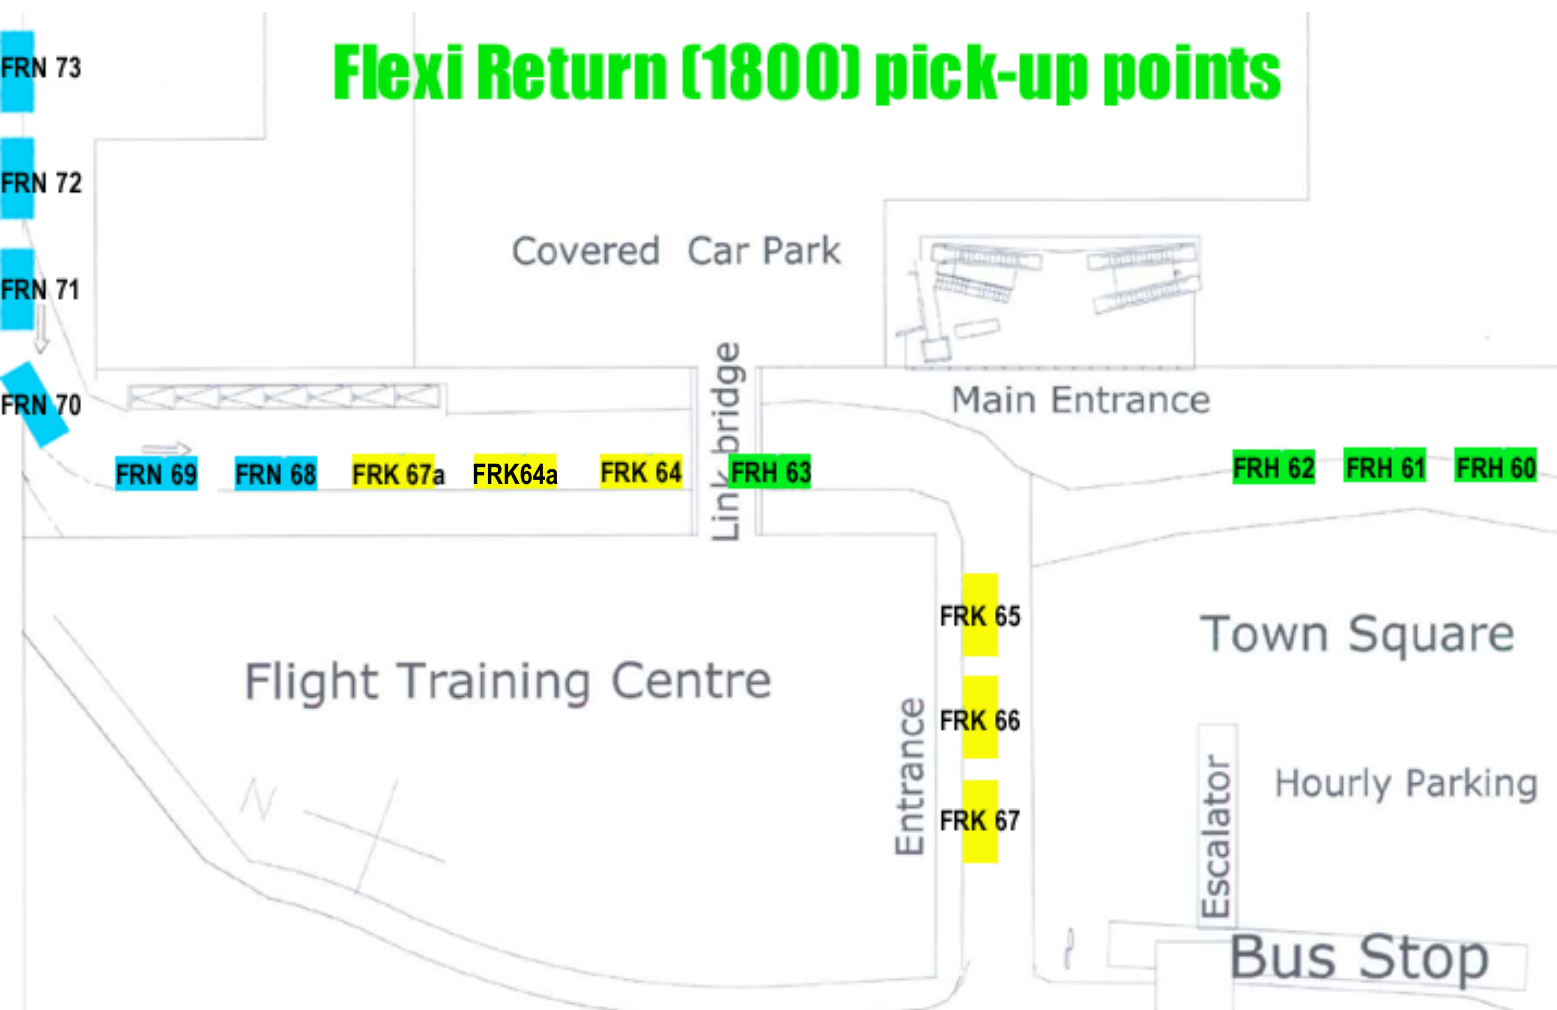 Flexi Return (1800) pick-up points
FRN 73
FRN 72
Covered Car Park
FRN 71
Link bridge
Main Entrance
FRN 70
FRN 69
FRN 68
FRK 67a
FRK64a
FRK 64
FRH 63
FRH 62
FRH 61
FRH 60
FRK 65
Town Square
Flight Training Centre
FRK 66
Entrance
Hourly Parking
Escalator
N
FRK 67
Bus Stop